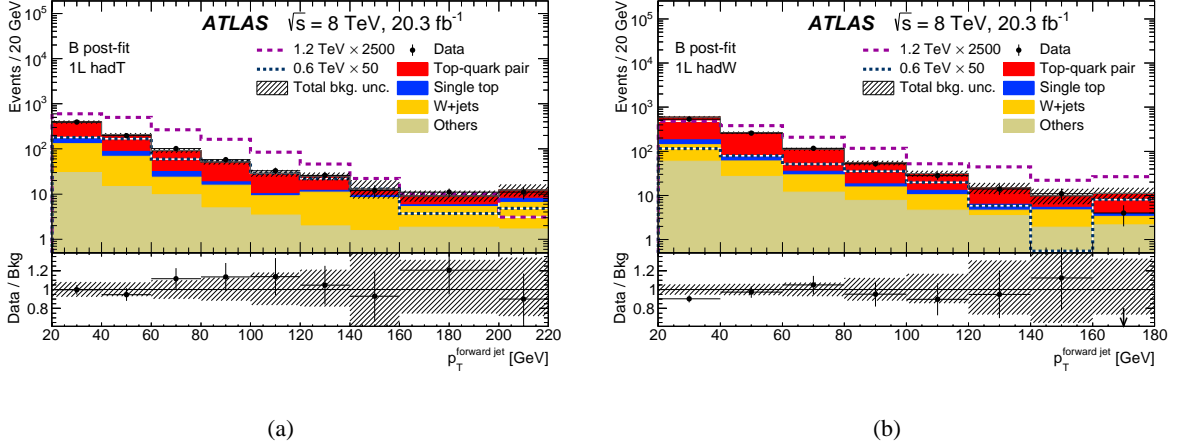 ATLAS √s = 8 TeV, 20.3 fb⁻¹
B post-fit
1L hadT
1.2 TeV × 2500
0.6 TeV × 50
Total bkg. unc.
Data
Top-quark pair
Single top
W+jets
Others
Events / 20 GeV
10⁵
10⁴
10³
10²
10
1
Data / Bkg
1.2
1
0.8
20 40 60 80 100 120 140 160 180 200 220
p_T^forward jet [GeV]
(a)
ATLAS √s = 8 TeV, 20.3 fb⁻¹
B post-fit
1L hadW
1.2 TeV × 2500
0.6 TeV × 50
Total bkg. unc.
Data
Top-quark pair
Single top
W+jets
Others
Events / 20 GeV
10⁵
10⁴
10³
10²
10
1
Data / Bkg
1.2
1
0.8
20 40 60 80 100 120 140 160 180
p_T^forward jet [GeV]
(b)